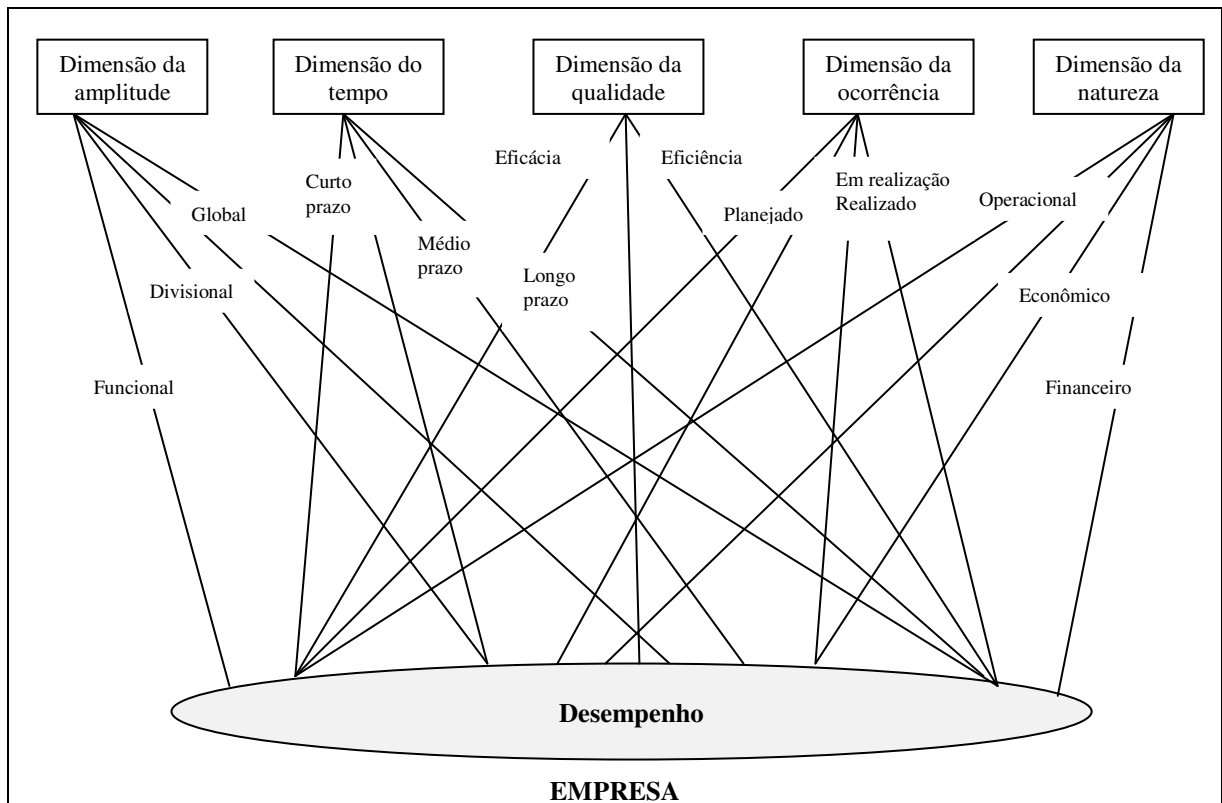 Dimensão da
amplitude
Dimensão do
tempo
Dimensão da
qualidade
Dimensão da
ocorrência
Dimensão da
natureza
Eficácia
Eficiência
Curto
prazo
Em realização
Realizado
Operacional
Global
Planejado
Médio
prazo
Longo
prazo
Divisional
Econômico
Funcional
Financeiro
Desempenho
EMPRESA